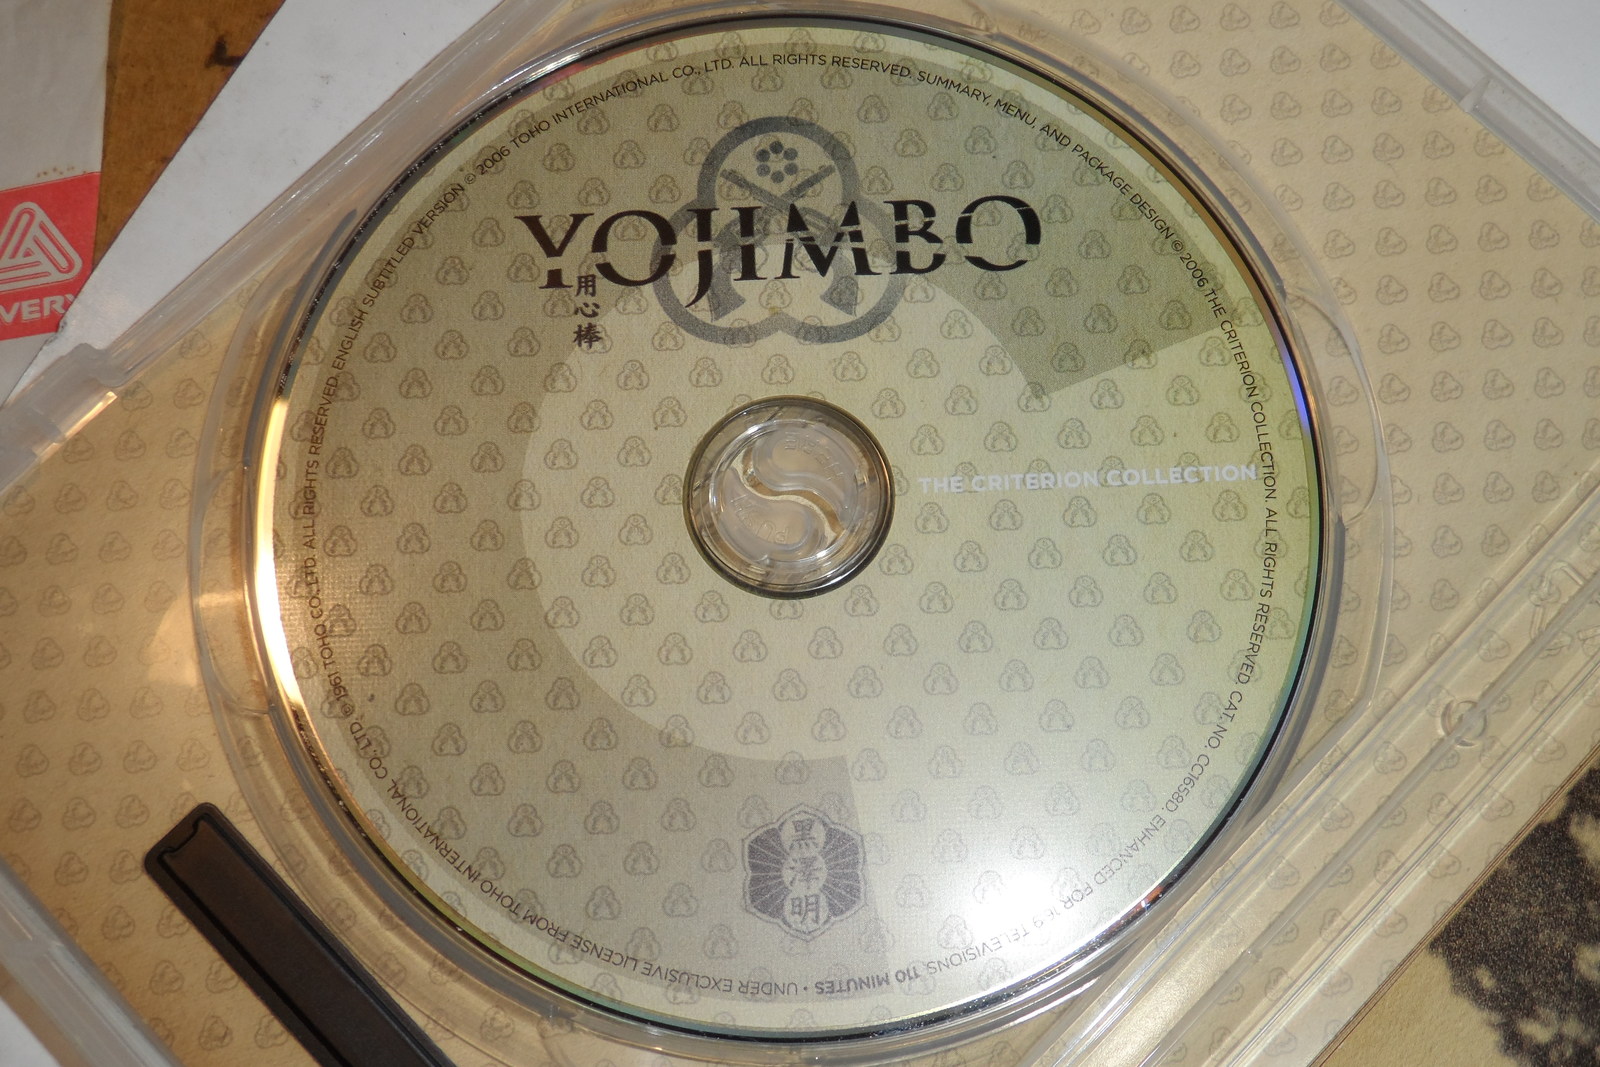 YOJIMBO
用心棒
THE CRITERION COLLECTION
黒澤明
ENGLISH SUBTITLED VERSION © 2006 TOHO INTERNATIONAL CO., LTD. ALL RIGHTS RESERVED. SUMMARY, MENU, AND PACKAGE DESIGN © 2006 THE CRITERION COLLECTION. ALL RIGHTS RESERVED. CAT. NO. CC1658D. ENHANCED FOR 16:9 TELEVISIONS. 110 MINUTES • UNDER EXCLUSIVE LICENSE FROM TOHO INTERNATIONAL CO., LTD. © 1961 TOHO CO., LTD. ALL RIGHTS RESERVED.
VERY